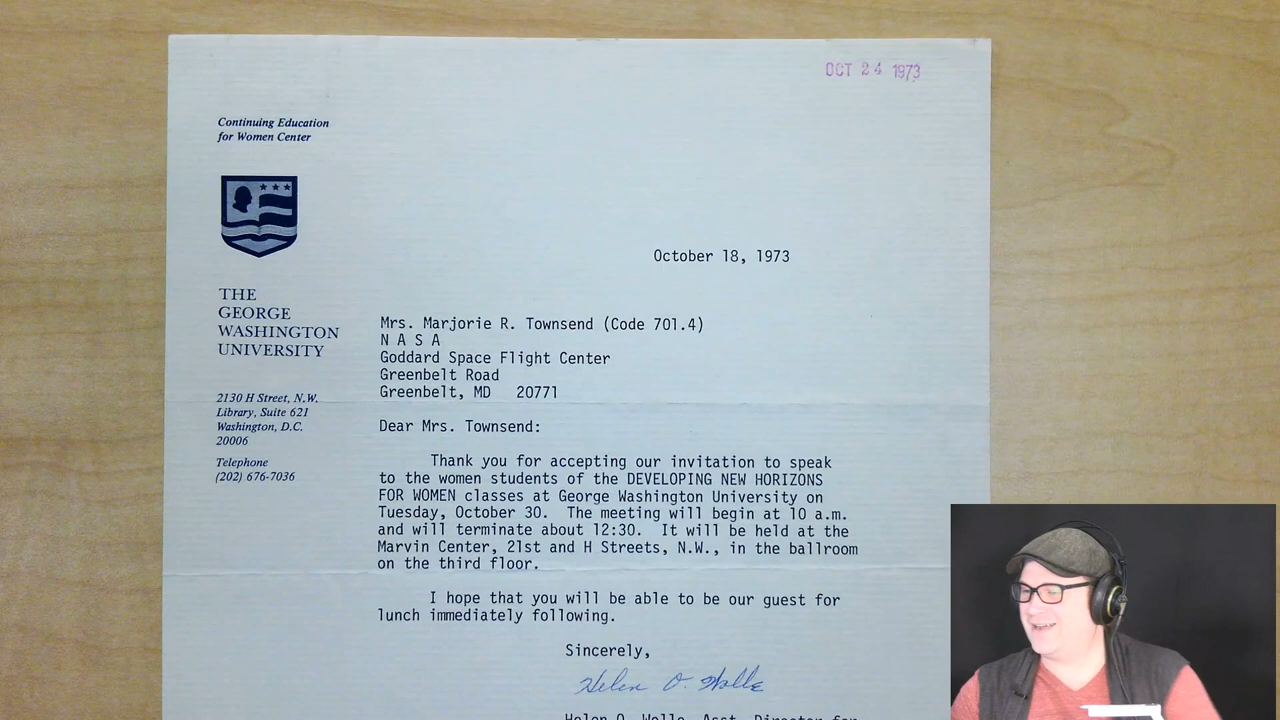 OCT 24 1973
Continuing Education
for Women Center
October 18, 1973
THE
GEORGE
WASHINGTON
UNIVERSITY
2130 H Street, N.W.
Library, Suite 621
Washington, D.C.
20006
Telephone
(202) 676-7036
Mrs. Marjorie R. Townsend (Code 701.4)
N A S A
Goddard Space Flight Center
Greenbelt Road
Greenbelt, MD 20771
Dear Mrs. Townsend:
Thank you for accepting our invitation to speak
to the women students of the DEVELOPING NEW HORIZONS
FOR WOMEN classes at George Washington University on
Tuesday, October 30. The meeting will begin at 10 a.m.
and will terminate about 12:30. It will be held at the
Marvin Center, 21st and H Streets, N.W., in the ballroom
on the third floor.
I hope that you will be able to be our guest for
lunch immediately following.
Sincerely,
Helen O. Wolle
Helen O. Wolle, Asst. Director for